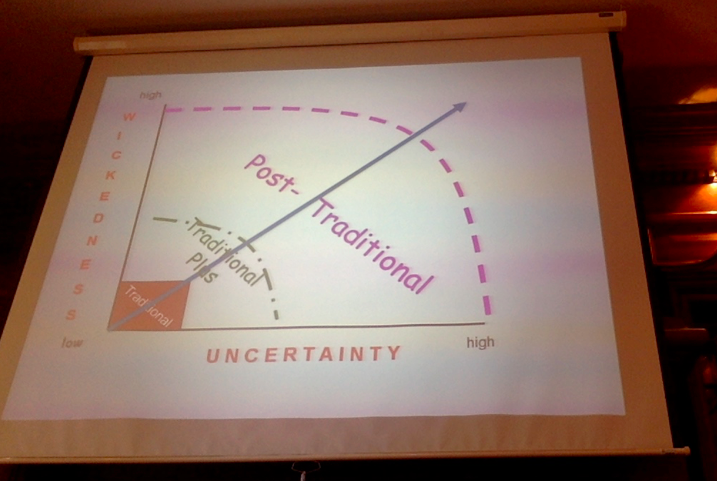 high
WICKEDNESS
Post- Traditional
Traditional
Plus
Traditional
low
high
UNCERTAINTY